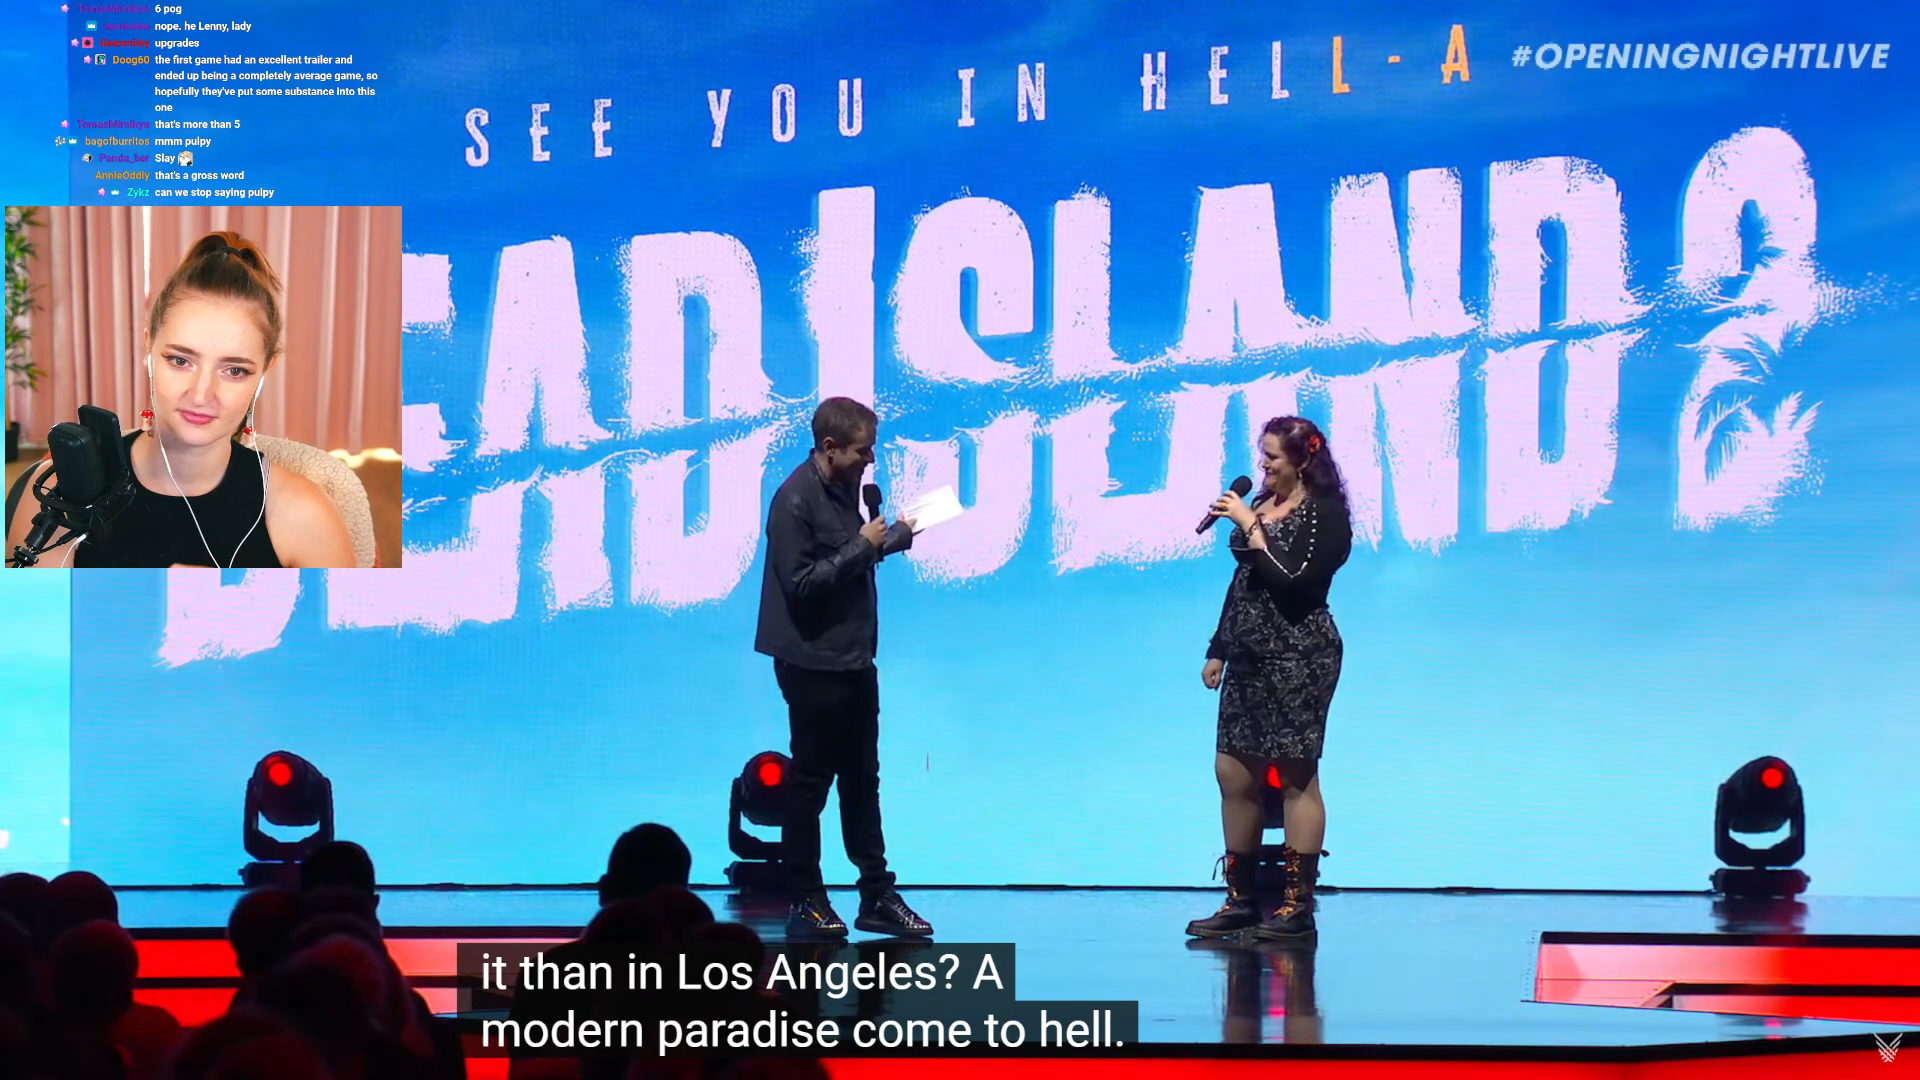 6 pog
nope. he Lenny, lady
upgrades
Doog60 the first game had an excellent trailer and
ended up being a completely average game, so
hopefully they've put some substance into this
one
TomashMiraikyu that's more than 5
bagofburritos mmm pulpy
Panda_ber Slay
AnnieOddly that's a gross word
Zykz can we stop saying pulpy
#OPENINGNIGHTLIVE
SEE YOU IN HELL-A
DEAD ISLAND 2
it than in Los Angeles? A
modern paradise come to hell.